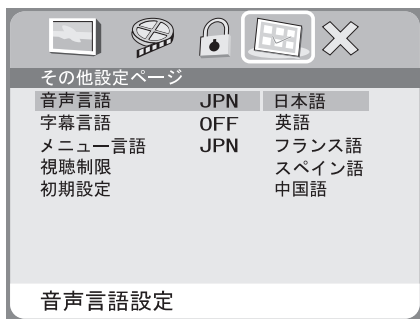 その他設定ページ
音声言語 JPN 日本語
字幕言語 OFF 英語
メニュー言語 JPN フランス語
視聴制限 スペイン語
初期設定 中国語
音声言語設定